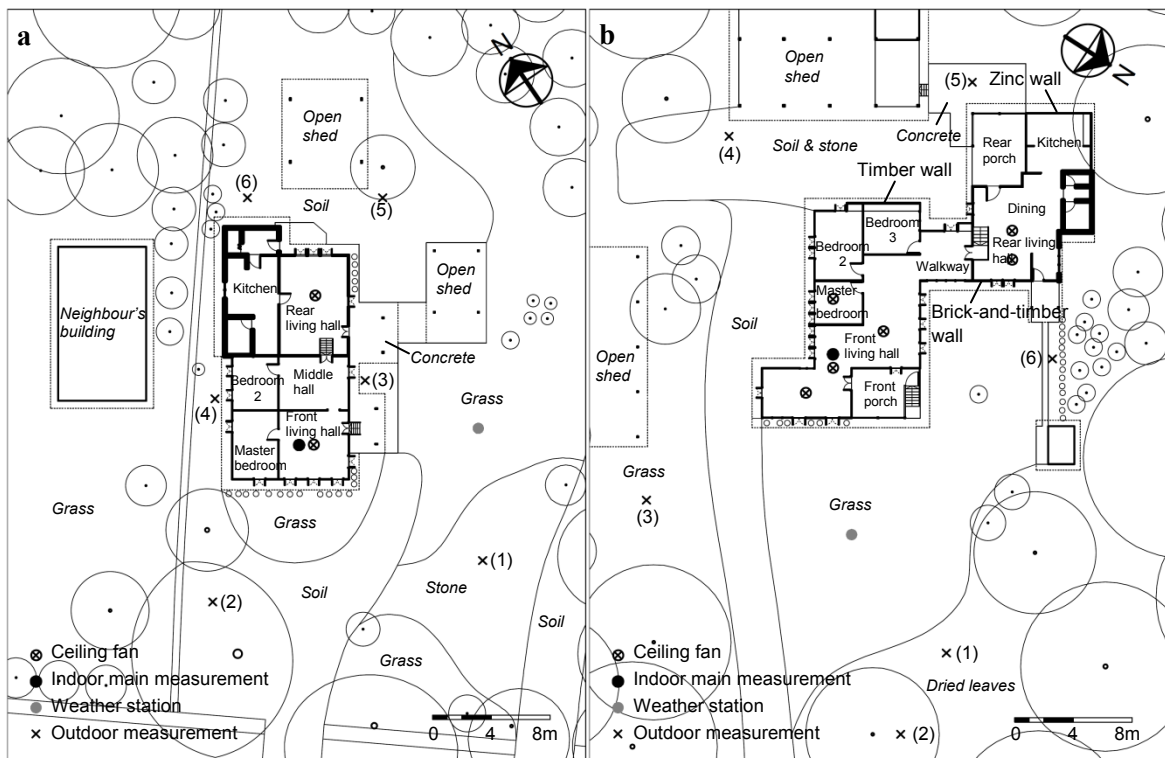 a
N
Open
shed
(6)
(5)
Soil
Neighbour's
building
Kitchen
Rear
living hall
Open
shed
Concrete
Bedroom
2
Middle
hall
(3)
(4)
Grass
Front
living hall
Master
bedroom
Grass
Grass
(1)
Soil
Stone
(2)
Soil
Grass
Ceiling fan
Indoor main measurement
Weather station
Outdoor measurement
0 4 8m
b
N
Open
shed
(5)
Zinc wall
Concrete
(4)
Soil & stone
Rear
porch
Kitchen
Timber wall
Bedroom
3
Dining
Bedroom
2
Rear living
hall
Walkway
Master
bedroom
Brick-and-timber
wall
Soil
Front
living hall
Open
shed
(6)
Front
porch
Grass
(3)
Grass
(1)
Dried leaves
(2)
Ceiling fan
Indoor main measurement
Weather station
Outdoor measurement
0 4 8m